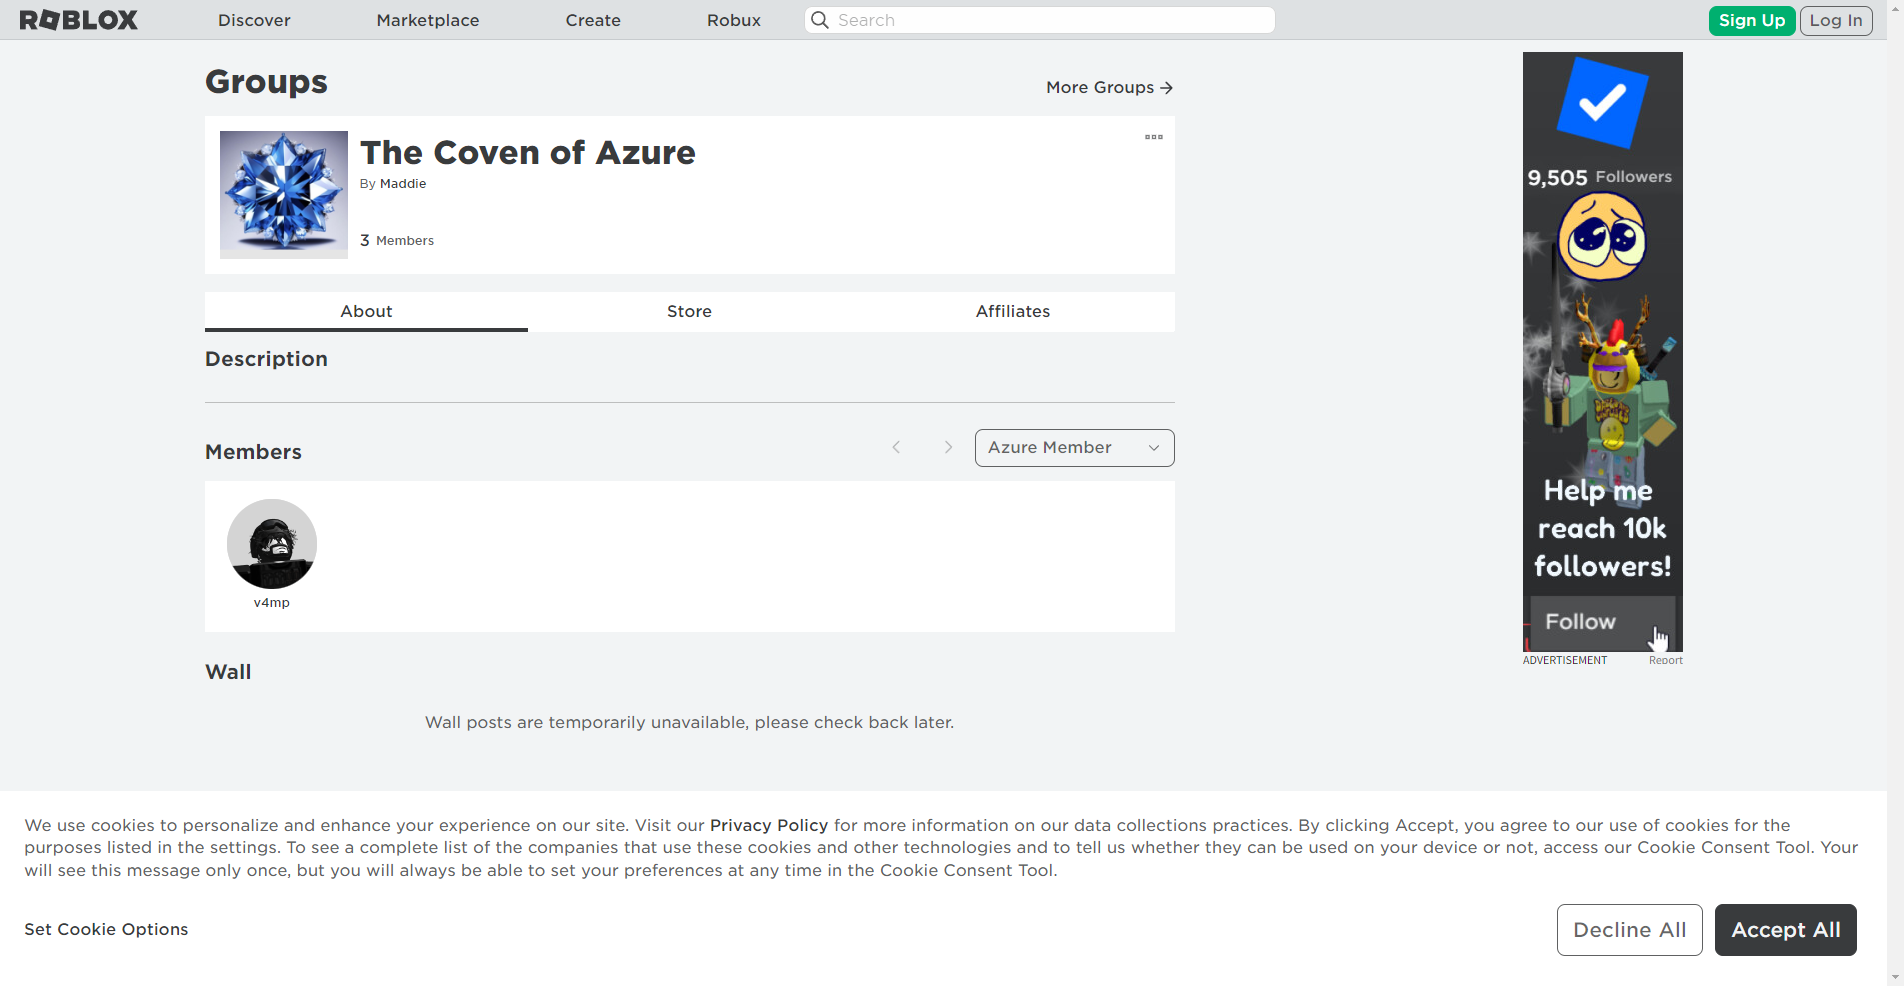 ROBLOX
Discover
Marketplace
Create
Robux
Search
Sign Up
Log In
Groups
More Groups →
The Coven of Azure
By Maddie
3 Members
About
Store
Affiliates
Description
Members
Azure Member
v4mp
Wall
Wall posts are temporarily unavailable, please check back later.
9,505 Followers
Help me
reach 10k
followers!
Follow
ADVERTISEMENT
Report
We use cookies to personalize and enhance your experience on our site. Visit our Privacy Policy for more information on our data collections practices. By clicking Accept, you agree to our use of cookies for the
purposes listed in the settings. To see a complete list of the companies that use these cookies and other technologies and to tell us whether they can be used on your device or not, access our Cookie Consent Tool. Your
will see this message only once, but you will always be able to set your preferences at any time in the Cookie Consent Tool.
Set Cookie Options
Decline All
Accept All